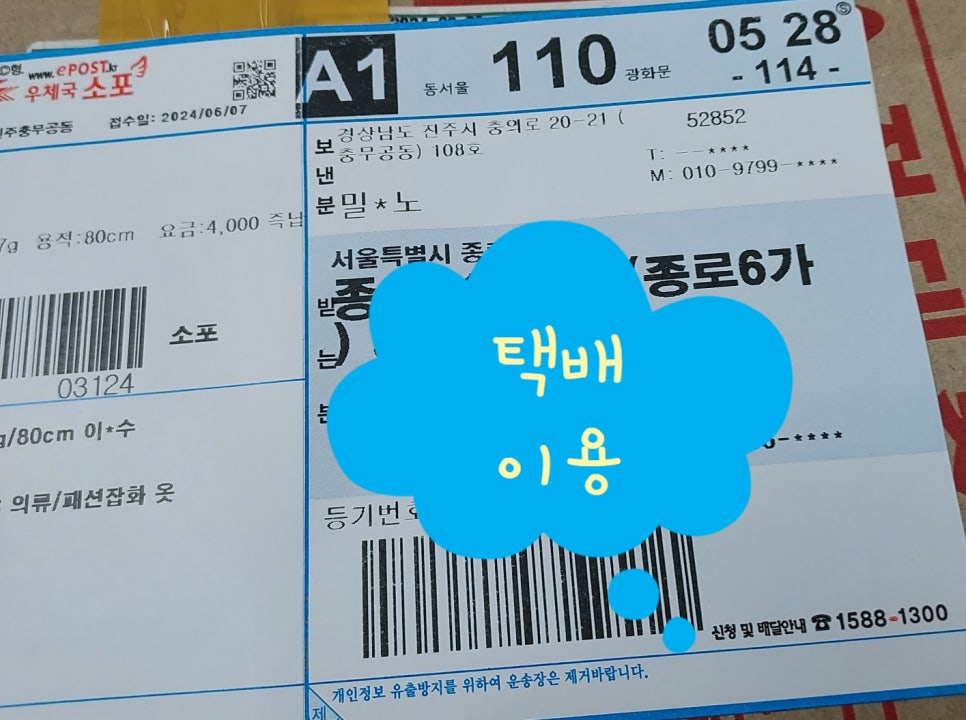 www.ePOST.kr
우체국 소포
주충무공동 접수일: 2024/06/07
7g 용적:80cm 요금:4,000 즉납
소포
03124
g/80cm 이*수
의류/패션잡화 옷
A1 동서울 110 광화문 05 28 Ⓢ
- 114 -
보낸분
경상남도 진주시 충의로 20-21 ( 52852
충무공동) 108호
T: --****
M: 010-9799-****
밀*노
받는
서울특별시 종
종 /종로6가
)
-****
택배
이용
등기번호
신청 및 배달안내 ☎1588-1300
개인정보 유출방지를 위하여 운송장은 제거바랍니다.
제